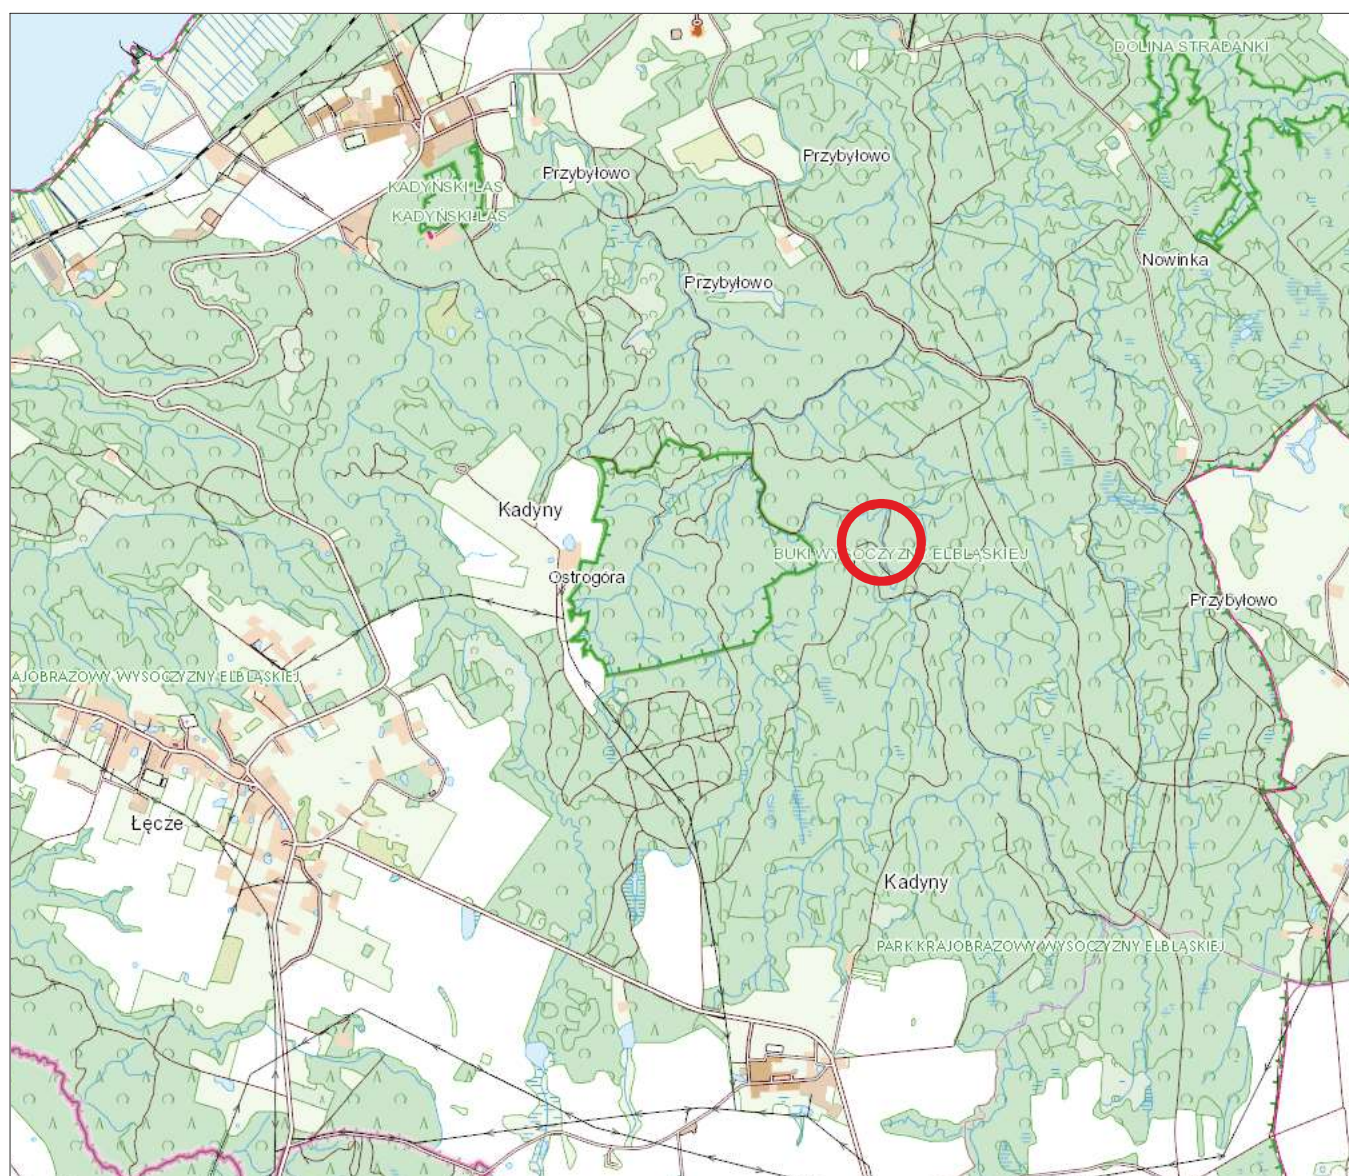 DOLINA STRADANKI
Przybyłowo
Przybyłowo
KADYŃSKI LAS
KADYŃSKI LAS
Nowinka
Przybyłowo
Kadyny
BUKI WYSOCZYZNY ELBLĄSKIEJ
Ostrogóra
Przybyłowo
AJOBRAZOWY WYSOCZYZNY ELBLĄSKIEJ
Łęcze
Kadyny
PARK KRAJOBRAZOWY WYSOCZYZNY ELBLĄSKIEJ